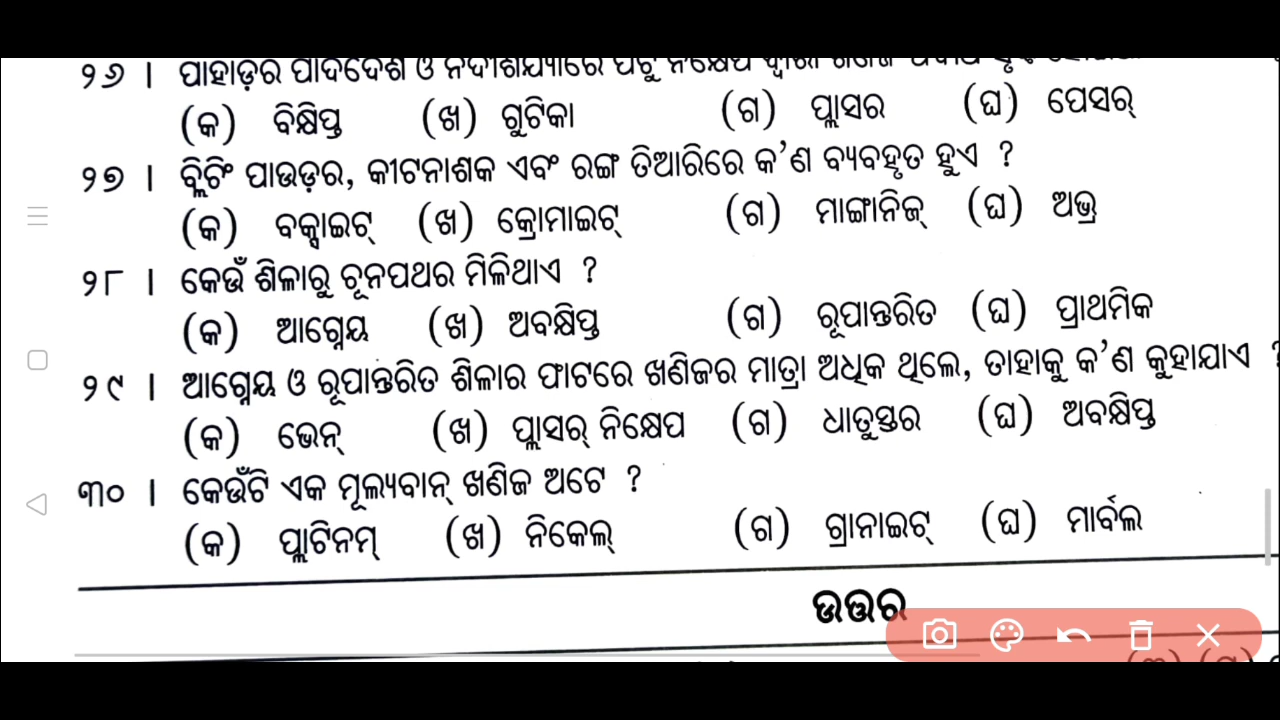 ୨୬ । ପାହାଡ଼ର ପାଦଦେଶ ଓ ନଦୀଶଯ୍ୟାରେ ପଟୁ ନିକ୍ଷେପ ଦ୍ୱାରା ଖଣିଜ
(କ) ବିକ୍ଷିପ୍ତ (ଖ) ଗୁଟିକା (ଗ) ପ୍ଲାସର (ଘ) ପେସର୍
୨୭ । ବ୍ଲିଚିଂ ପାଉଡ଼ର, କୀଟନାଶକ ଏବଂ ରଙ୍ଗ ତିଆରିରେ କ’ଣ ବ୍ୟବହୃତ ହୁଏ ?
(କ) ବକ୍ସାଇଟ୍ (ଖ) କ୍ରୋମାଇଟ୍ (ଗ) ମାଙ୍ଗାନିଜ୍ (ଘ) ଅଭ୍ର
୨୮ । କେଉଁ ଶିଳାରୁ ଚୂନପଥର ମିଳିଥାଏ ?
(କ) ଆଗ୍ନେୟ (ଖ) ଅବକ୍ଷିପ୍ତ (ଗ) ରୂପାନ୍ତରିତ (ଘ) ପ୍ରାଥମିକ
୨୯ । ଆଗ୍ନେୟ ଓ ରୂପାନ୍ତରିତ ଶିଳାର ଫାଟରେ ଖଣିଜର ମାତ୍ରା ଅଧିକ ଥିଲେ, ତାହାକୁ କ’ଣ କୁହାଯାଏ ?
(କ) ଭେନ୍ (ଖ) ପ୍ଲାସର୍ ନିକ୍ଷେପ (ଗ) ଧାତୁସ୍ତର (ଘ) ଅବକ୍ଷିପ୍ତ
୩୦ । କେଉଁଟି ଏକ ମୂଲ୍ୟବାନ୍ ଖଣିଜ ଅଟେ ?
(କ) ପ୍ଲାଟିନମ୍ (ଖ) ନିକେଲ୍ (ଗ) ଗ୍ରାନାଇଟ୍ (ଘ) ମାର୍ବଲ
ଉତ୍ତର